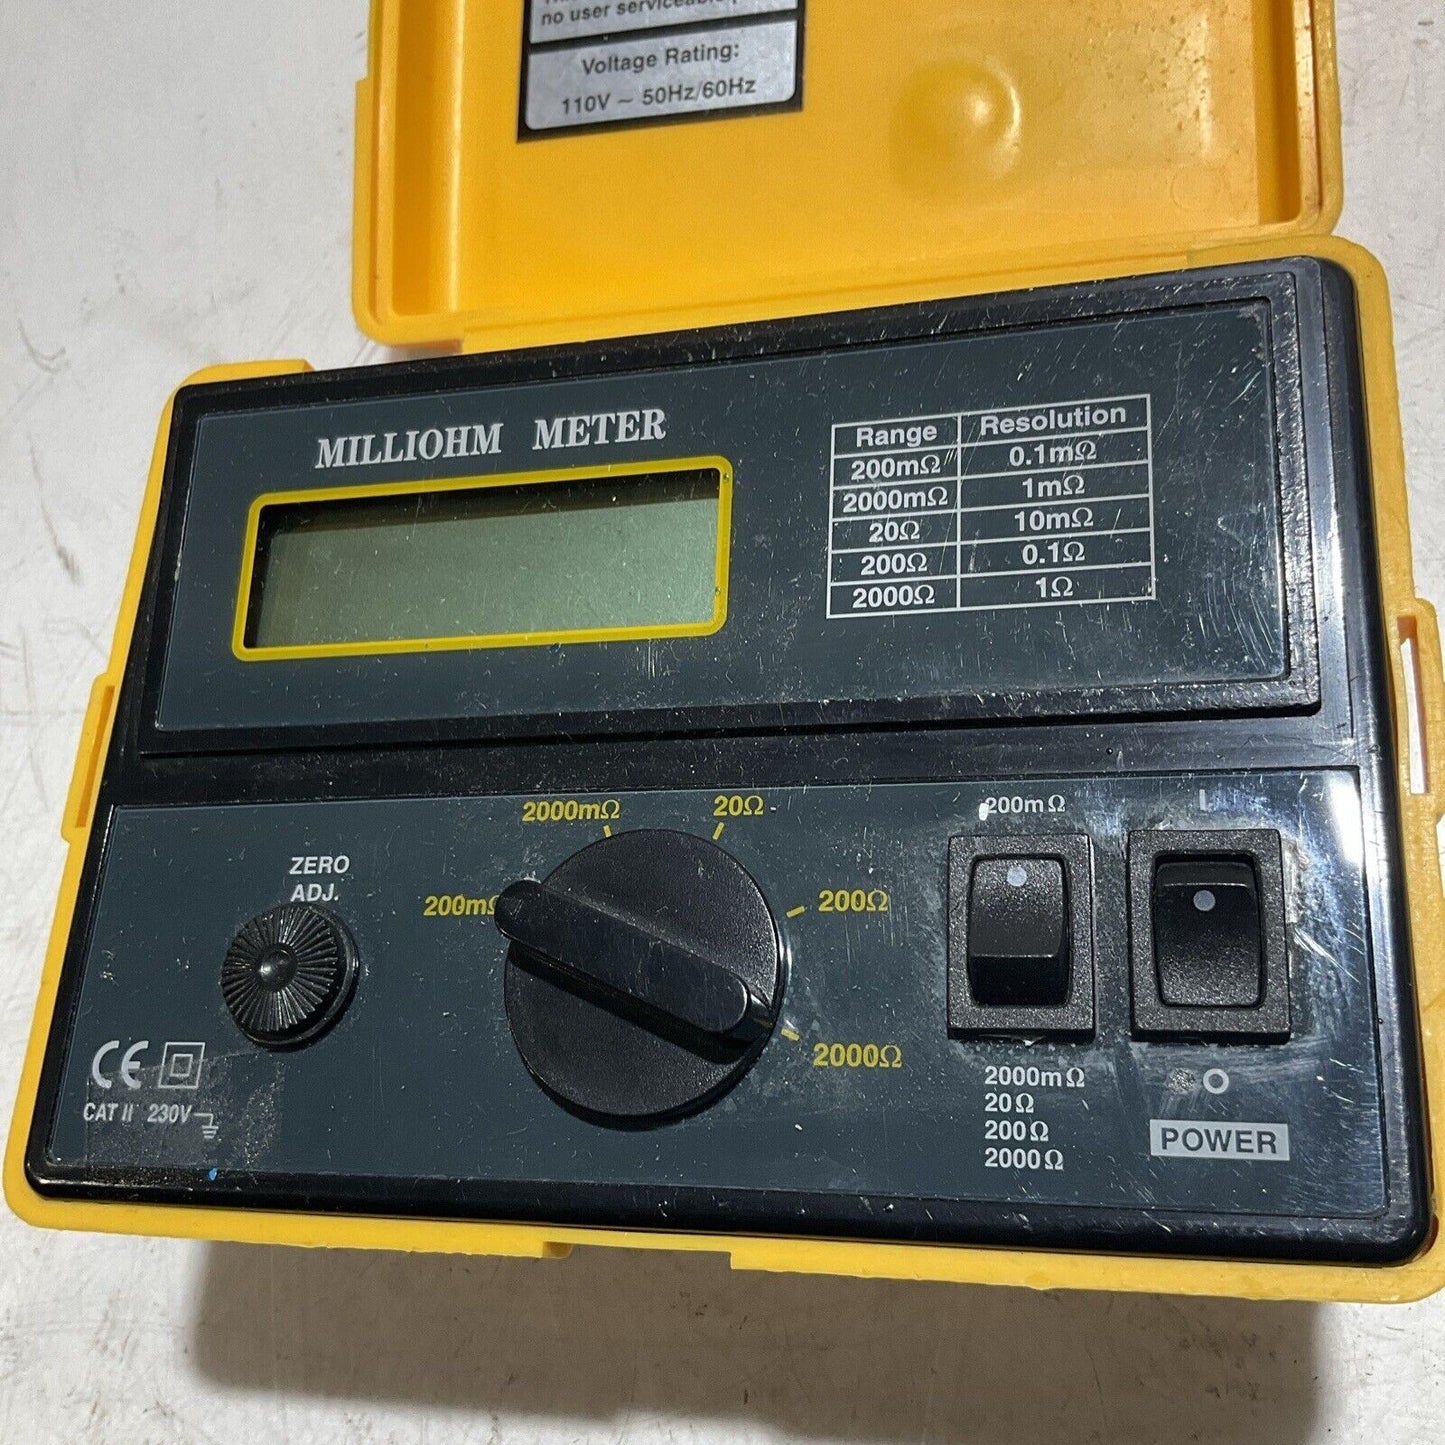 no user serviceable
Voltage Rating:
110V ~ 50Hz/60Hz
MILLIOHM METER
Range Resolution
200mΩ 0.1mΩ
2000mΩ 1mΩ
20Ω 10mΩ
200Ω 0.1Ω
2000Ω 1Ω
ZERO
ADJ.
200mΩ
2000mΩ
20Ω
200Ω
2000Ω
200mΩ
2000mΩ
20Ω
200Ω
2000Ω
I
O
POWER
CE
CAT II 230V